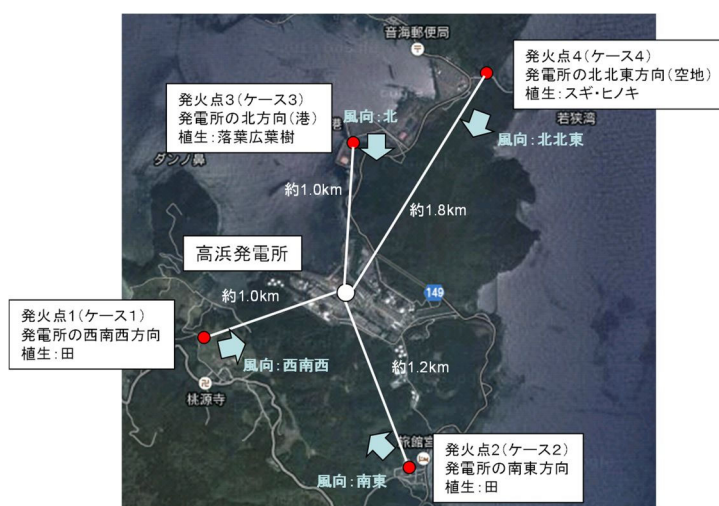 音海郵便局
発火点4(ケース4)
発電所の北北東方向(空地)
植生:スギ・ヒノキ
発火点3(ケース3)
発電所の北方向(港)
植生:落葉広葉樹
風向:北
港
若狭湾
風向:北北東
ダンノ鼻
約1.0km
約1.8km
高浜発電所
約1.0km
149
発火点1(ケース1)
発電所の西南西方向
植生:田
風向:西南西
約1.2km
桃源寺
旅館宮
発火点2(ケース2)
発電所の南東方向
植生:田
風向:南東